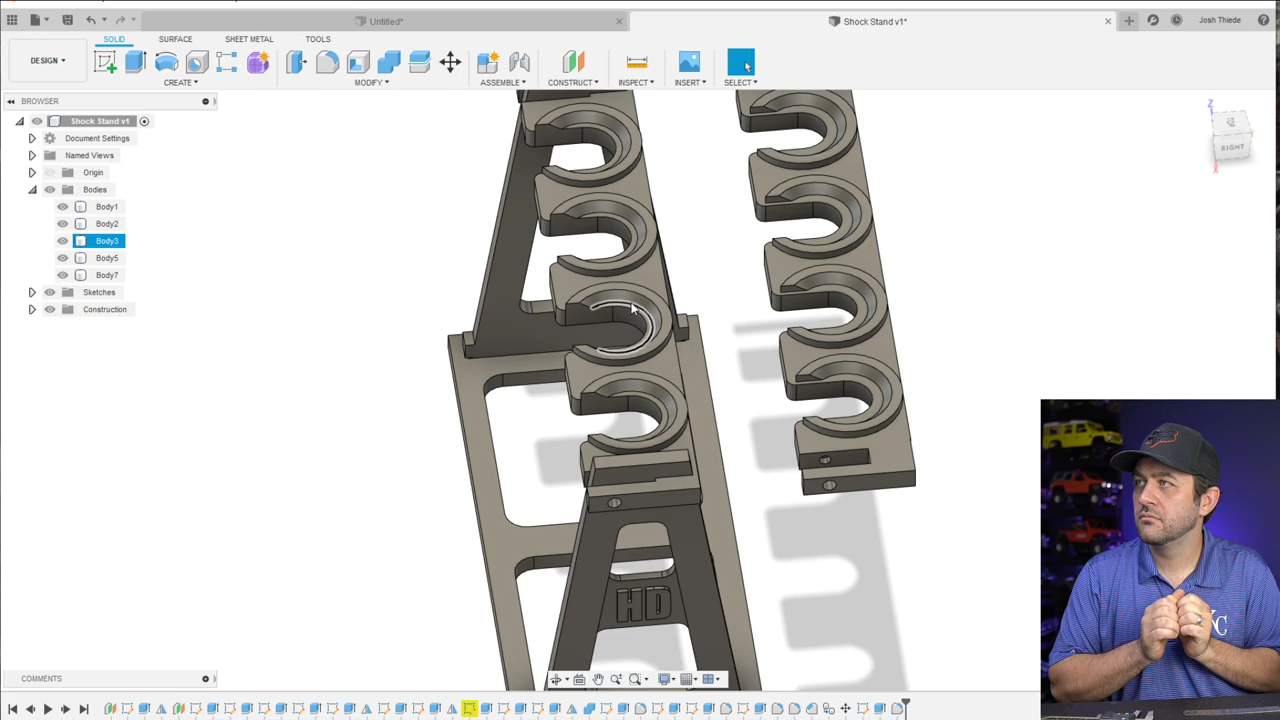 Untitled*
Shock Stand v1*
Josh Thiede
DESIGN
SOLID
SURFACE
SHEET METAL
TOOLS
CREATE
MODIFY
ASSEMBLE
CONSTRUCT
INSPECT
INSERT
SELECT
BROWSER
Shock Stand v1
Document Settings
Named Views
Origin
Bodies
Body1
Body2
Body3
Body5
Body7
Sketches
Construction
Z
RIGHT
X
HD
FOX
COMMENTS